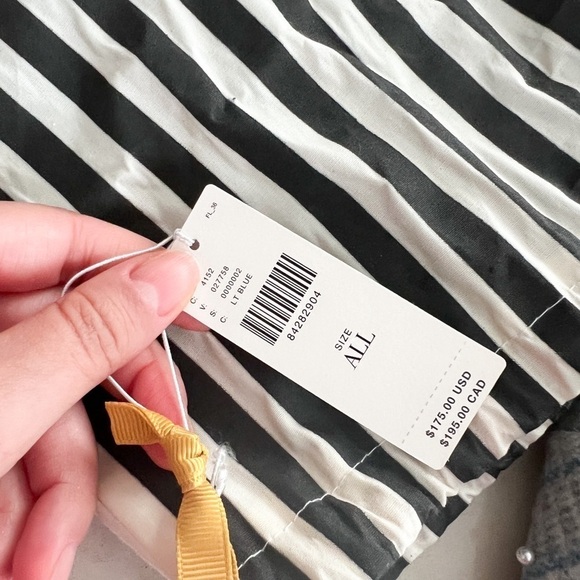 FL_36
C: 4152
V: 027758
S: 0000002
C: LT BLUE
84282904
SIZE
ALL
$175.00 USD
$195.00 CAD